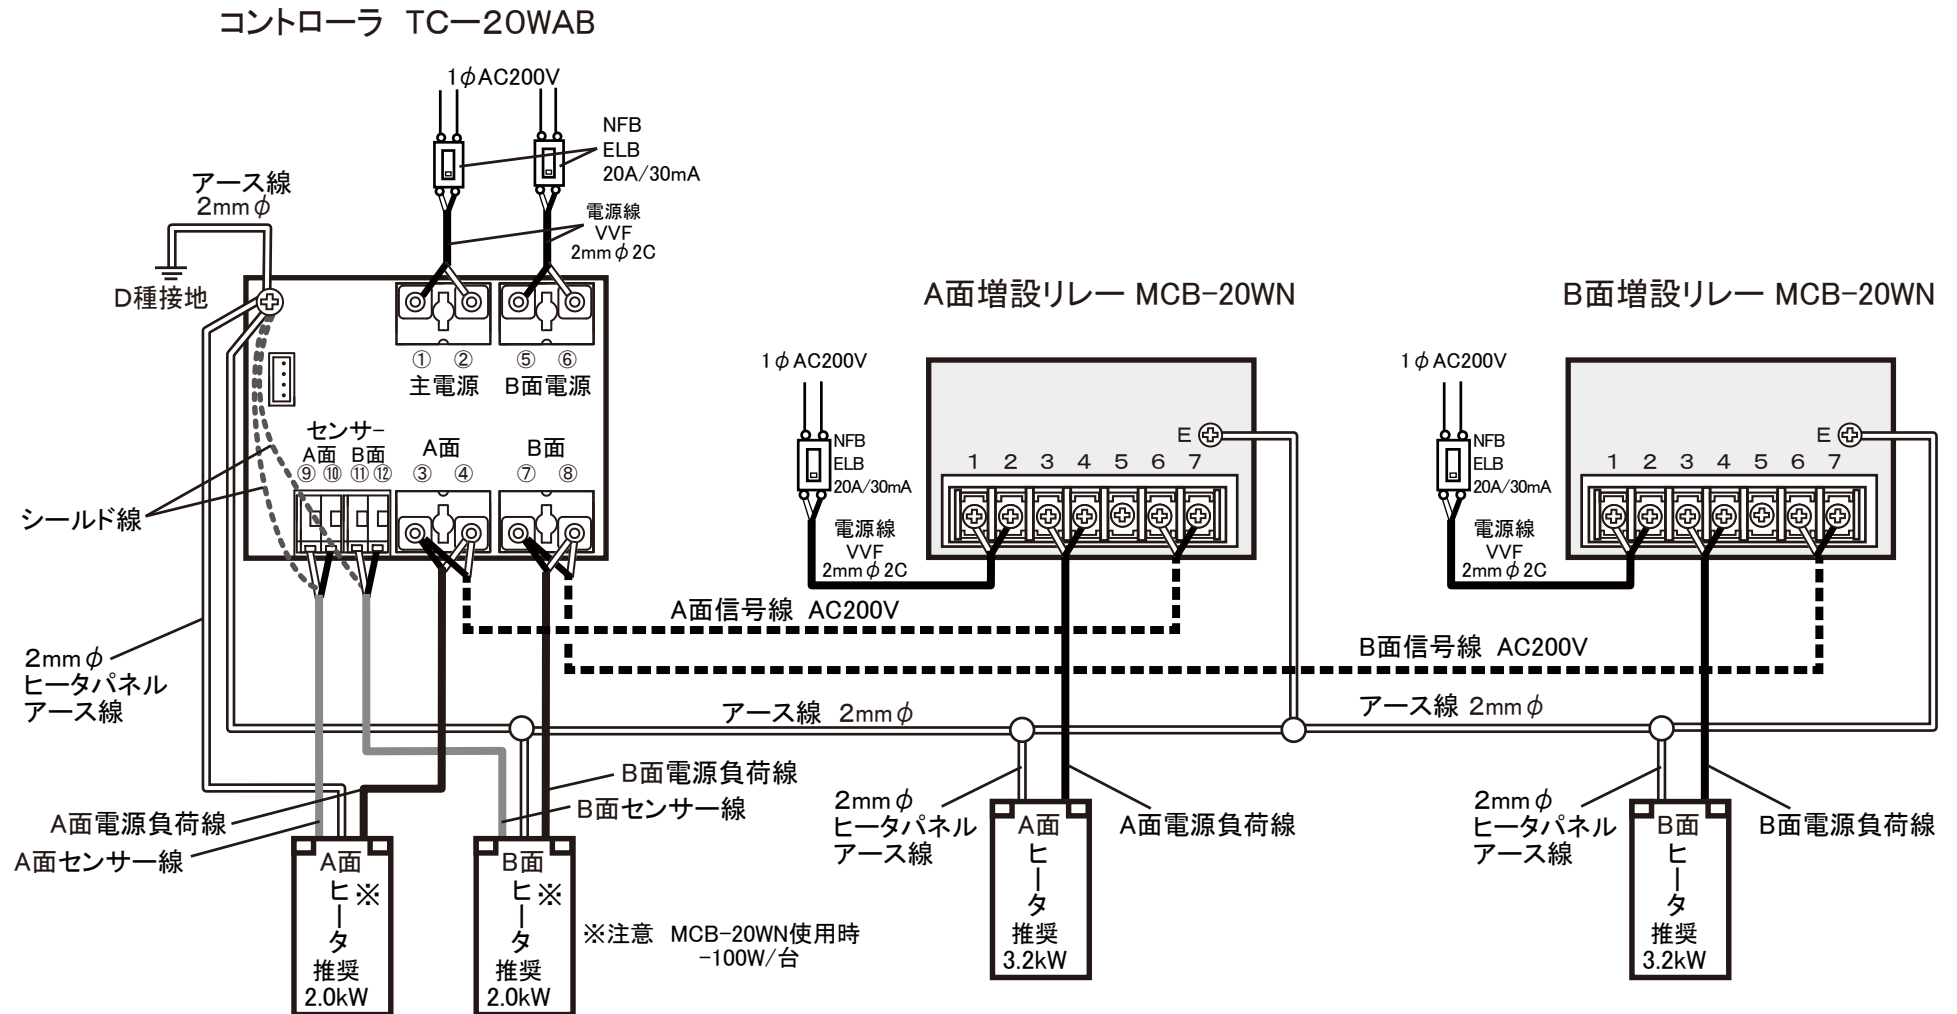 コントローラ TCー20WAB
1φAC200V
NFB
ELB
20A/30mA
アース線
2mmφ
電源線
VVF
2mmφ2C
D種接地
① ②
主電源
⑤ ⑥
B面電源
センサー
A面 B面
⑨ ⑩ ⑪ ⑫
A面
③ ④
B面
⑦ ⑧
シールド線
2mmφ
ヒータパネル
アース線
A面電源負荷線
A面センサー線
B面電源負荷線
B面センサー線
A面
ヒータ
※
推奨
2.0kW
B面
ヒータ
※
推奨
2.0kW
※注意 MCB-20WN使用時
-100W/台
A面増設リレー MCB-20WN
1φAC200V
NFB
ELB
20A/30mA
電源線
VVF
2mmφ2C
E
1 2 3 4 5 6 7
A面信号線 AC200V
B面信号線 AC200V
アース線 2mmφ
アース線 2mmφ
2mmφ
ヒータパネル
アース線
A面電源負荷線
A面
ヒータ
推奨
3.2kW
B面増設リレー MCB-20WN
1φAC200V
NFB
ELB
20A/30mA
電源線
VVF
2mmφ2C
E
1 2 3 4 5 6 7
2mmφ
ヒータパネル
アース線
B面電源負荷線
B面
ヒータ
推奨
3.2kW